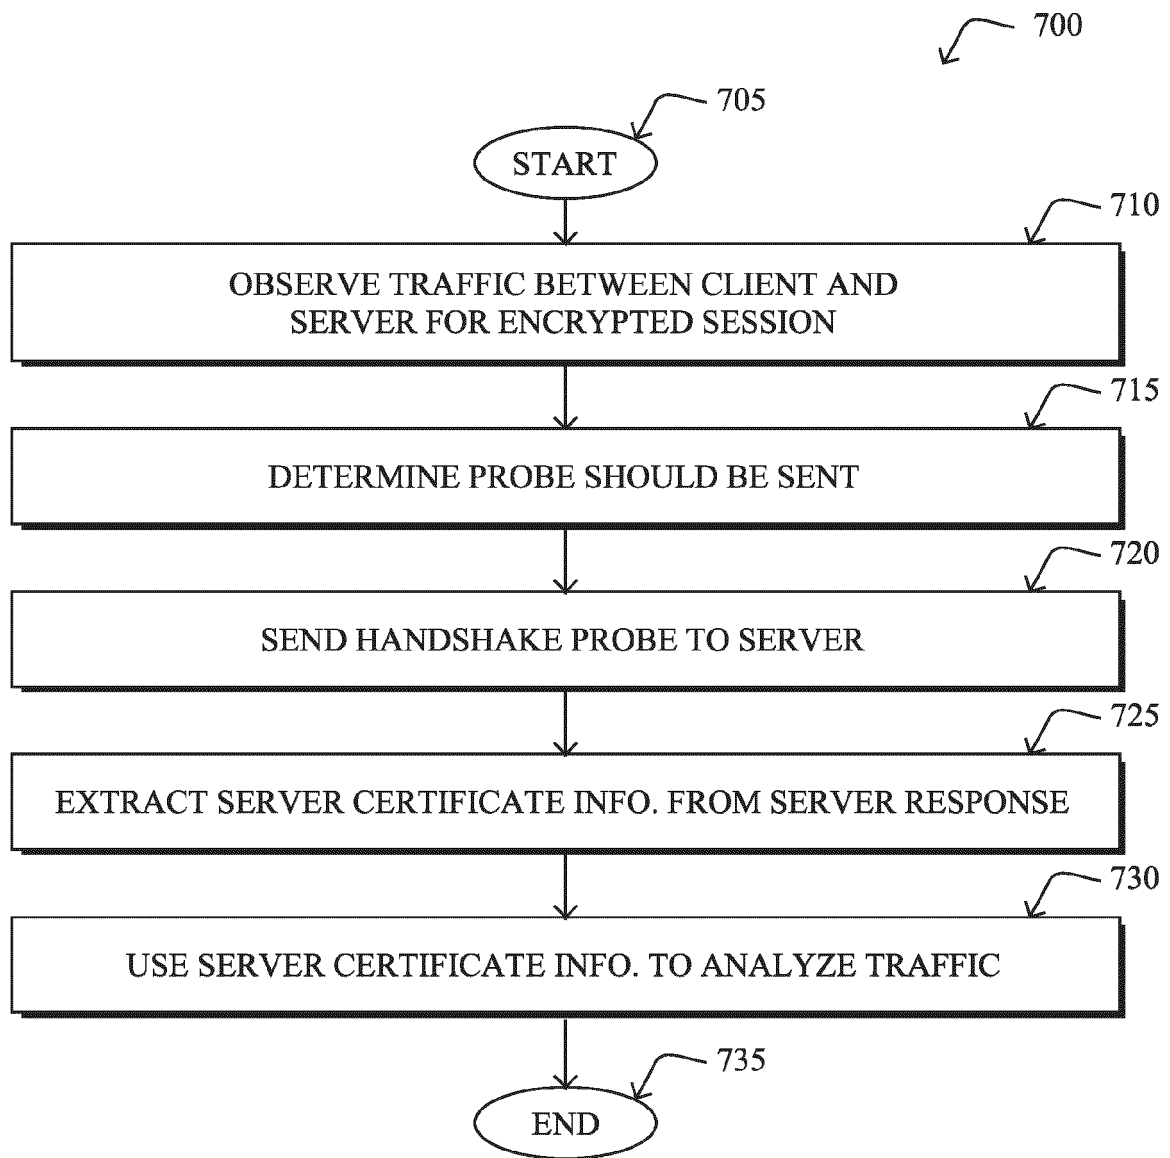 700
705
START
710
OBSERVE TRAFFIC BETWEEN CLIENT AND
SERVER FOR ENCRYPTED SESSION
715
DETERMINE PROBE SHOULD BE SENT
720
SEND HANDSHAKE PROBE TO SERVER
725
EXTRACT SERVER CERTIFICATE INFO. FROM SERVER RESPONSE
730
USE SERVER CERTIFICATE INFO. TO ANALYZE TRAFFIC
735
END